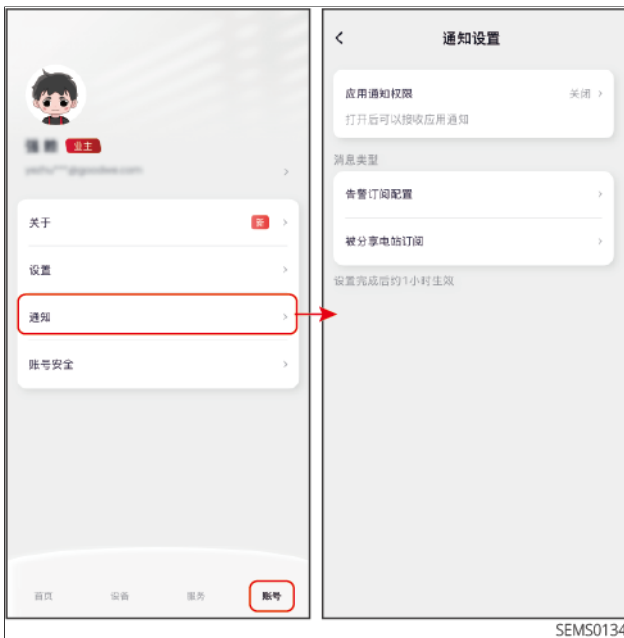 业主
关于
新
设置
通知
账号安全
首页
设备
服务
账号
通知设置
应用通知权限
关闭
打开后可以接收应用通知
消息类型
告警订阅配置
被分享电站订阅
设置完成后约1小时生效
SEMS0134